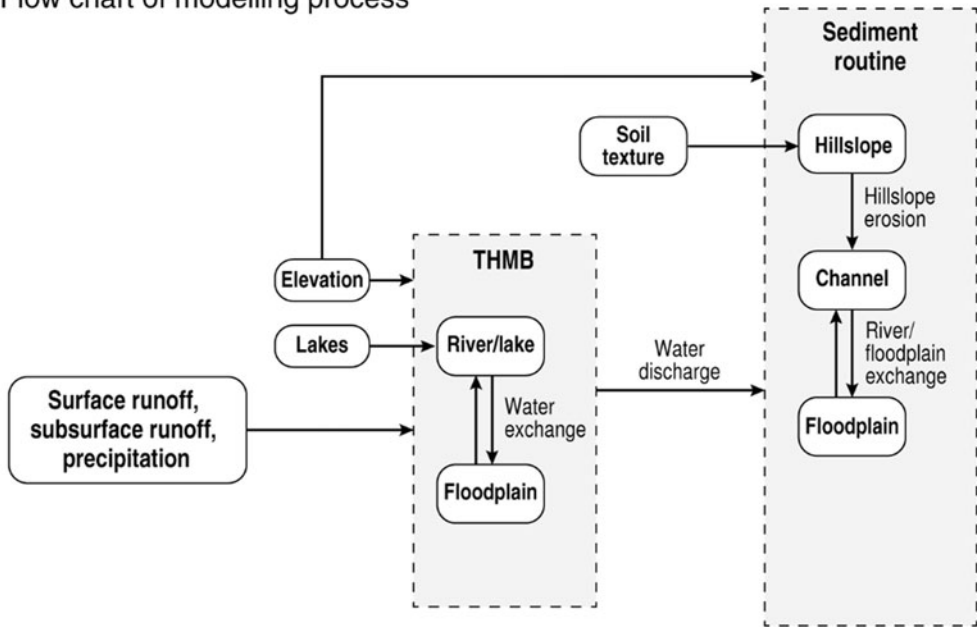 Flow chart of modelling process
Sediment
routine
Soil
texture
Hillslope
Hillslope
erosion
THMB
Elevation
Channel
Lakes
River/lake
River/
floodplain
exchange
Water
discharge
Surface runoff,
subsurface runoff,
precipitation
Water
exchange
Floodplain
Floodplain